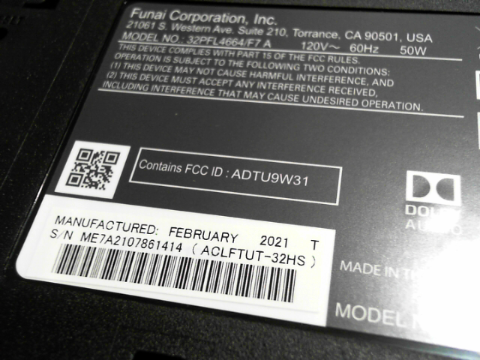 Funai Corporation, Inc.
21061 S. Western Ave. Suite 210, Torrance, CA 90501, USA
MODEL NO.: 32PFL4664/F7 A 120V~ 60Hz 50W
THIS DEVICE COMPLIES WITH PART 15 OF THE FCC RULES.
OPERATION IS SUBJECT TO THE FOLLOWING TWO CONDITIONS:
(1) THIS DEVICE MAY NOT CAUSE HARMFUL INTERFERENCE, AND
(2) THIS DEVICE MUST ACCEPT ANY INTERFERENCE RECEIVED,
INCLUDING INTERFERENCE THAT MAY CAUSE UNDESIRED OPERATION.
Contains FCC ID : ADTU9W31
DOLBY
AUDIO
MANUFACTURED: FEBRUARY 2021 T
S/N ME7A2107861414 ( ACLFTUT-32HS )
MADE IN
MODEL